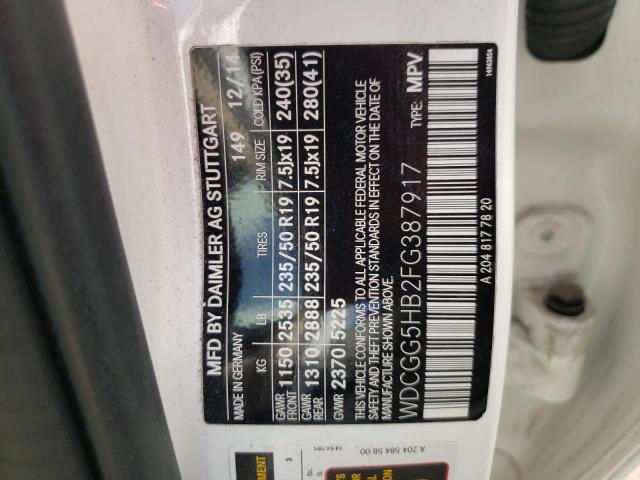 MFD BY DAIMLER AG STUTTGART
MADE IN GERMANY 149 12/14
KG LB TIRES RIM SIZE COLD KPA (PSI)
GAWR FRONT 1150 2535 235/50 R19 7.5Jx19 240(35)
GAWR REAR 1310 2888 235/50 R19 7.5Jx19 280(41)
GVWR 2370 5225
THIS VEHICLE CONFORMS TO ALL APPLICABLE FEDERAL MOTOR VEHICLE
SAFETY AND THEFT PREVENTION STANDARDS IN EFFECT ON THE DATE OF
MANUFACTURE SHOWN ABOVE.
WDCGG5HB2FG387917 TYPE: MPV
A 204 817 78 20
A 204 584 58 00
3